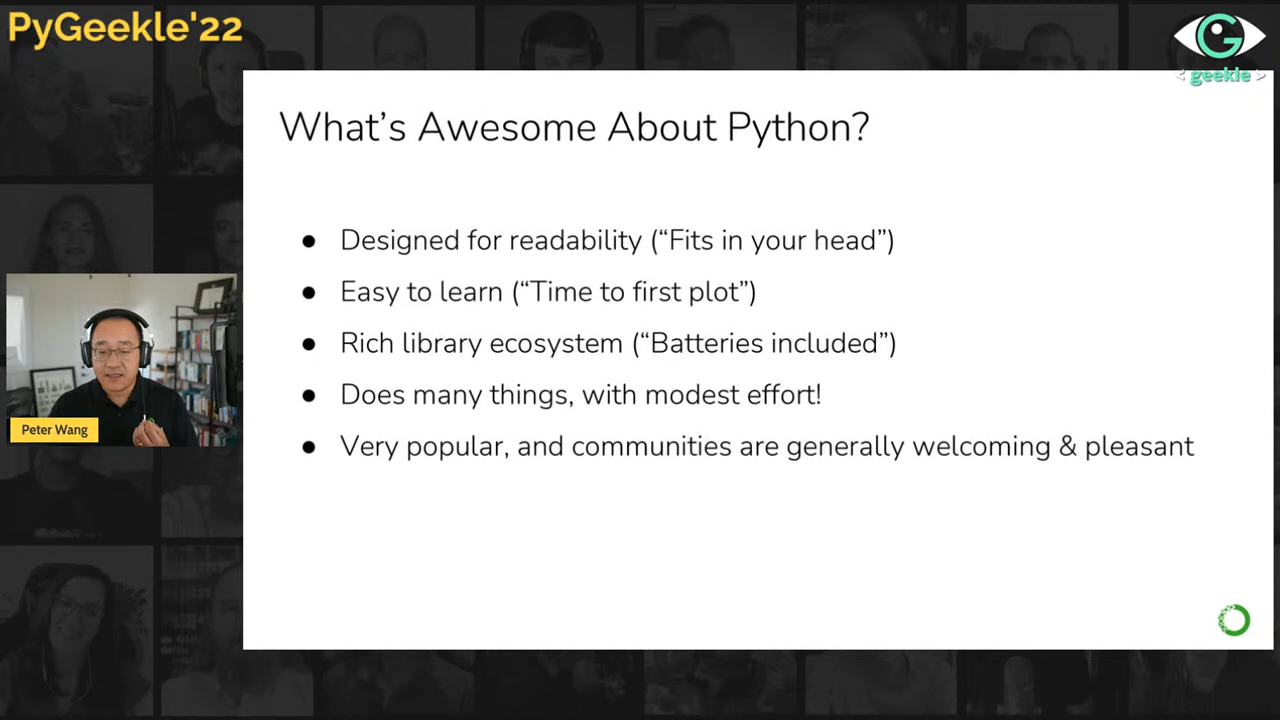 PyGeekle'22
geekle
What's Awesome About Python?
● Designed for readability (“Fits in your head”)
● Easy to learn (“Time to first plot”)
● Rich library ecosystem (“Batteries included”)
● Does many things, with modest effort!
● Very popular, and communities are generally welcoming & pleasant
Peter Wang